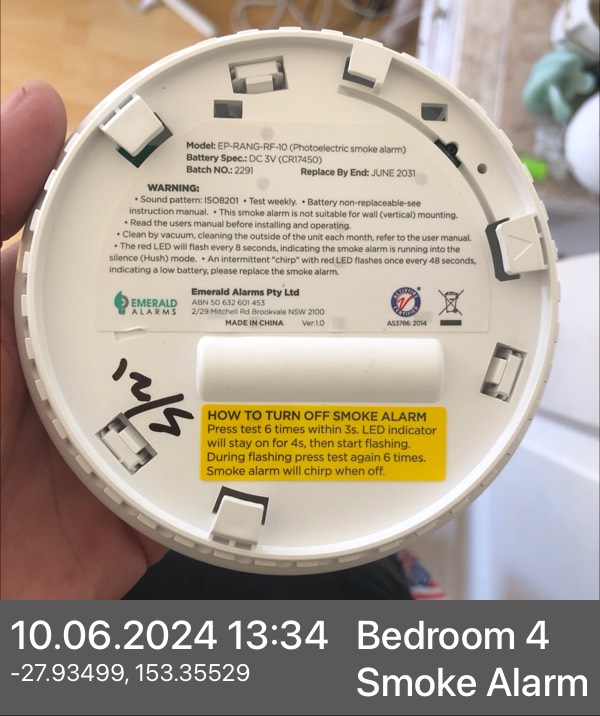 Model: EP-RANG-RF-10 (Photoelectric smoke alarm)
Battery Spec.: DC 3V (CR17450)
Batch NO.: 2291 Replace By End: JUNE 2031
WARNING:
• Sound pattern: ISO8201 • Test weekly. • Battery non-replaceable-see
instruction manual. • This smoke alarm is not suitable for wall (vertical) mounting.
• Read the users manual before installing and operating.
• Clean by vacuum, cleaning the outside of the unit each month, refer to the user manual.
• The red LED will flash every 8 seconds, indicating the smoke alarm is running into the
silence (Hush) mode. • An intermittent "chirp" with red LED flashes once every 48 seconds,
indicating a low battery, please replace the smoke alarm.
EMERALD
ALARMS
Emerald Alarms Pty Ltd
ABN 50 632 601 453
2/29 Mitchell Rd Brookvale NSW 2100
MADE IN CHINA Ver:1.0
AS3786: 2014
12/5
HOW TO TURN OFF SMOKE ALARM
Press test 6 times within 3s. LED indicator
will stay on for 4s, then start flashing.
During flashing press test again 6 times.
Smoke alarm will chirp when off.
10.06.2024 13:34
-27.93499, 153.35529
Bedroom 4
Smoke Alarm